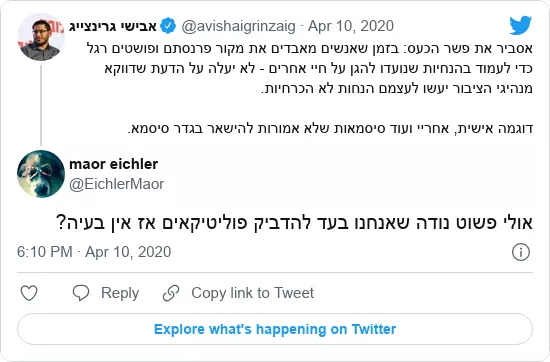 אבישי גרינצייג @avishaigrinzaig · Apr 10, 2020
אסביר את פשר הכעס: בזמן שאנשים מאבדים את מקור פרנסתם ופושטים רגל
כדי לעמוד בהנחיות שנועדו להגן על חיי אחרים - לא יעלה על הדעת שדווקא
מנהיגי הציבור יעשו לעצמם הנחות לא הכרחיות.
דוגמה אישית, אחריי ועוד סיסמאות שלא אמורות להישאר בגדר סיסמא.
maor eichler
@EichlerMaor
אולי פשוט נודה שאנחנו בעד להדביק פוליטיקאים אז אין בעיה?
6:10 PM · Apr 10, 2020
Reply
Copy link to Tweet
Explore what's happening on Twitter